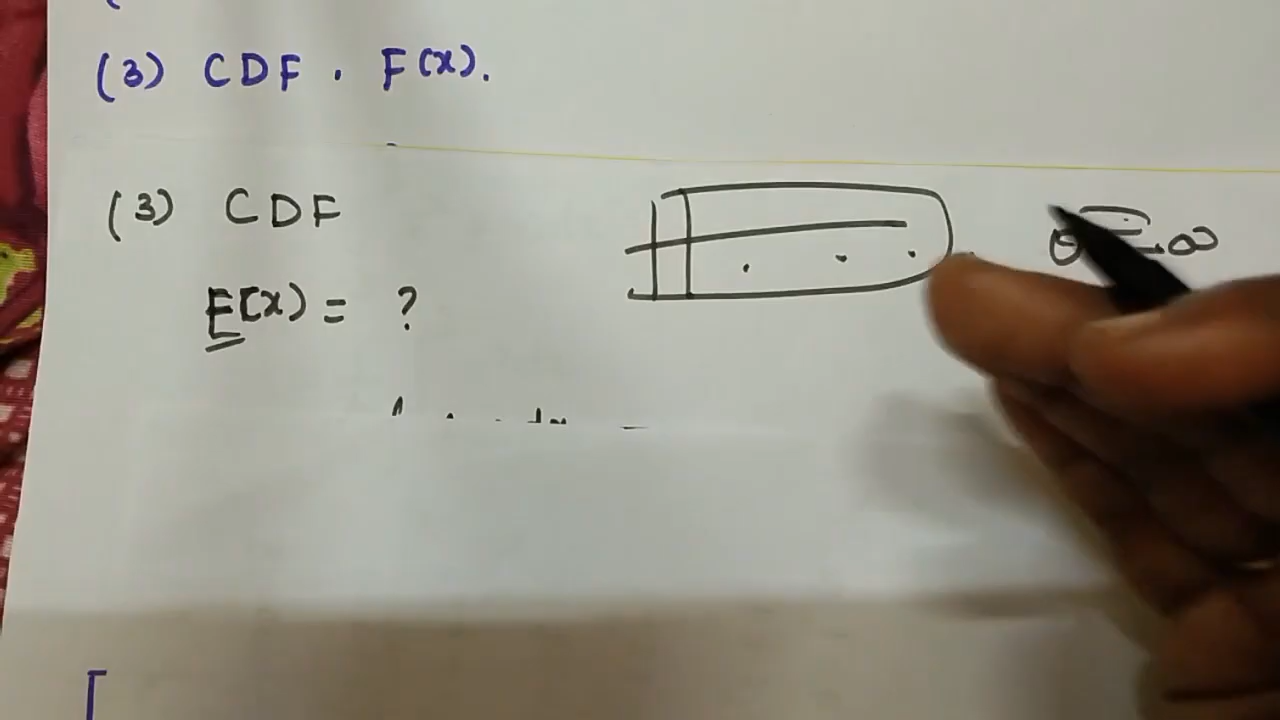 (3) CDF . F(x).
(3) CDF
F(x) = ?